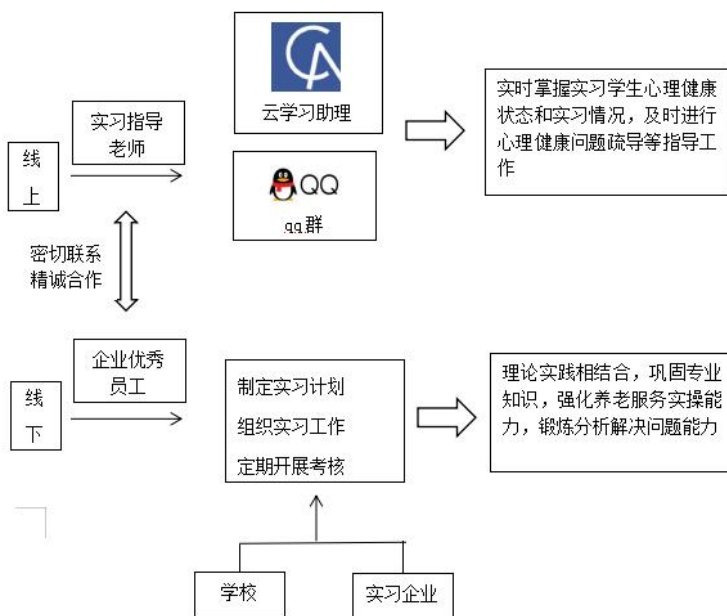 实习指导
老师
线
上
云学习助理
QQ
qq群
实时掌握实习学生心理健康
状态和实习情况，及时进行
心理健康问题疏导等指导工
作
密切联系
精诚合作
企业优秀
员工
线
下
制定实习计划
组织实习工作
定期开展考核
理论实践相结合，巩固专业
知识，强化养老服务实操能
力，锻炼分析解决问题能力
学校
实习企业